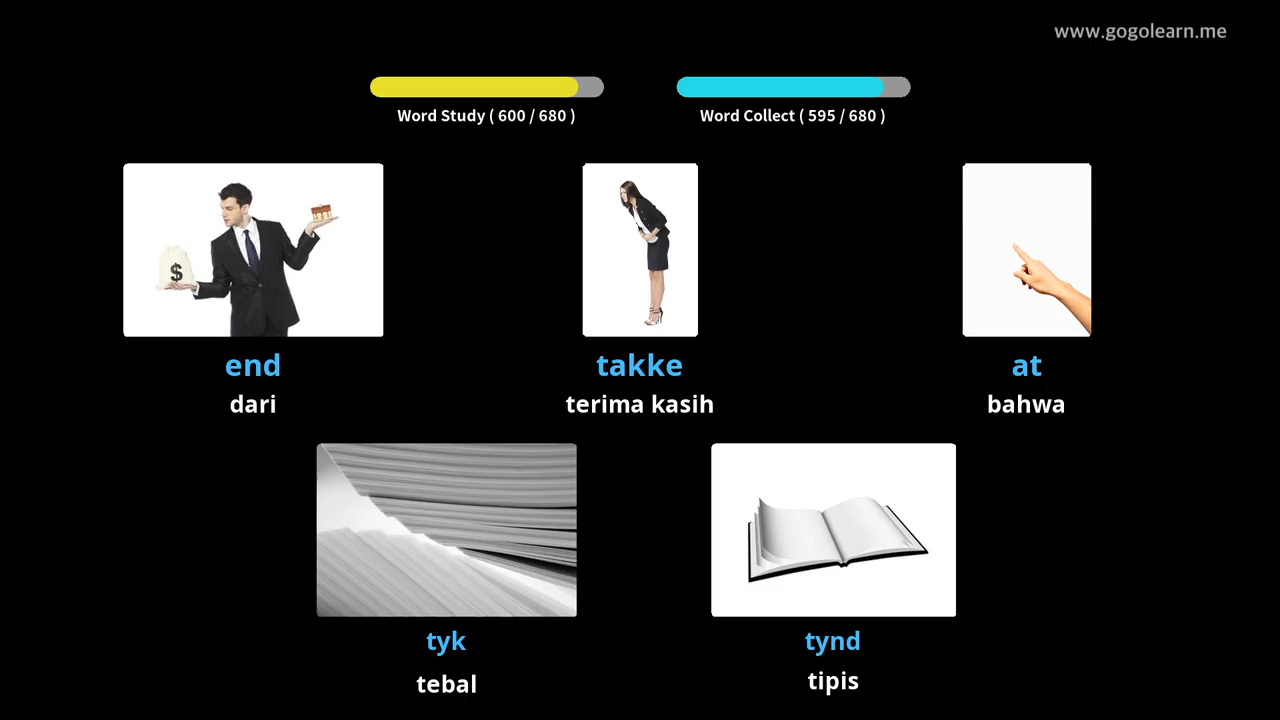 www.gogolearn.me
Word Study ( 600 / 680 )
Word Collect ( 595 / 680 )
$
end
dari
takke
terima kasih
at
bahwa
tyk
tebal
tynd
tipis